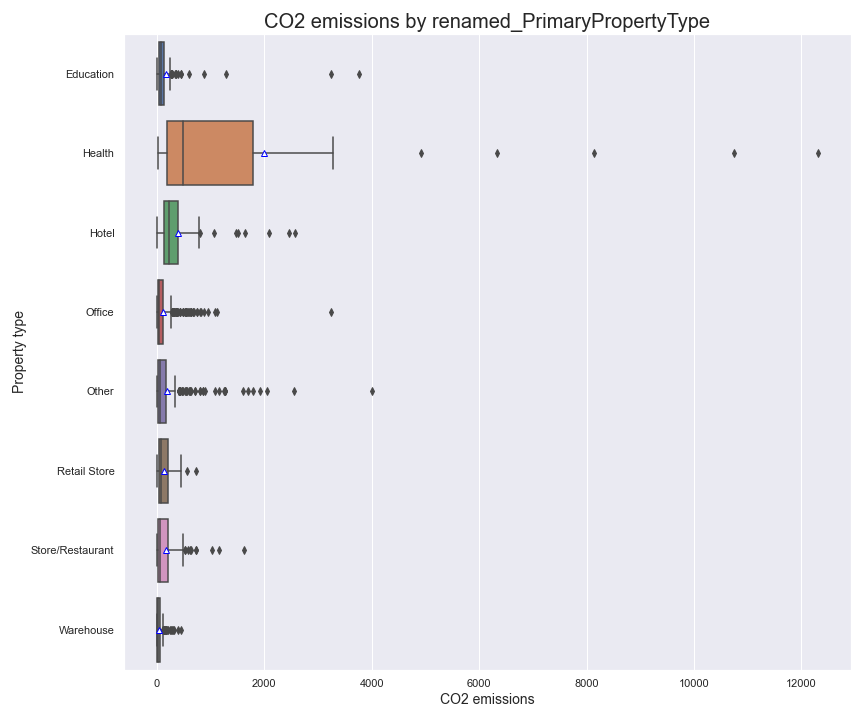 CO2 emissions by renamed_PrimaryPropertyType
Property type
Education
Health
Hotel
Office
Other
Retail Store
Store/Restaurant
Warehouse
0 2000 4000 6000 8000 10000 12000
CO2 emissions